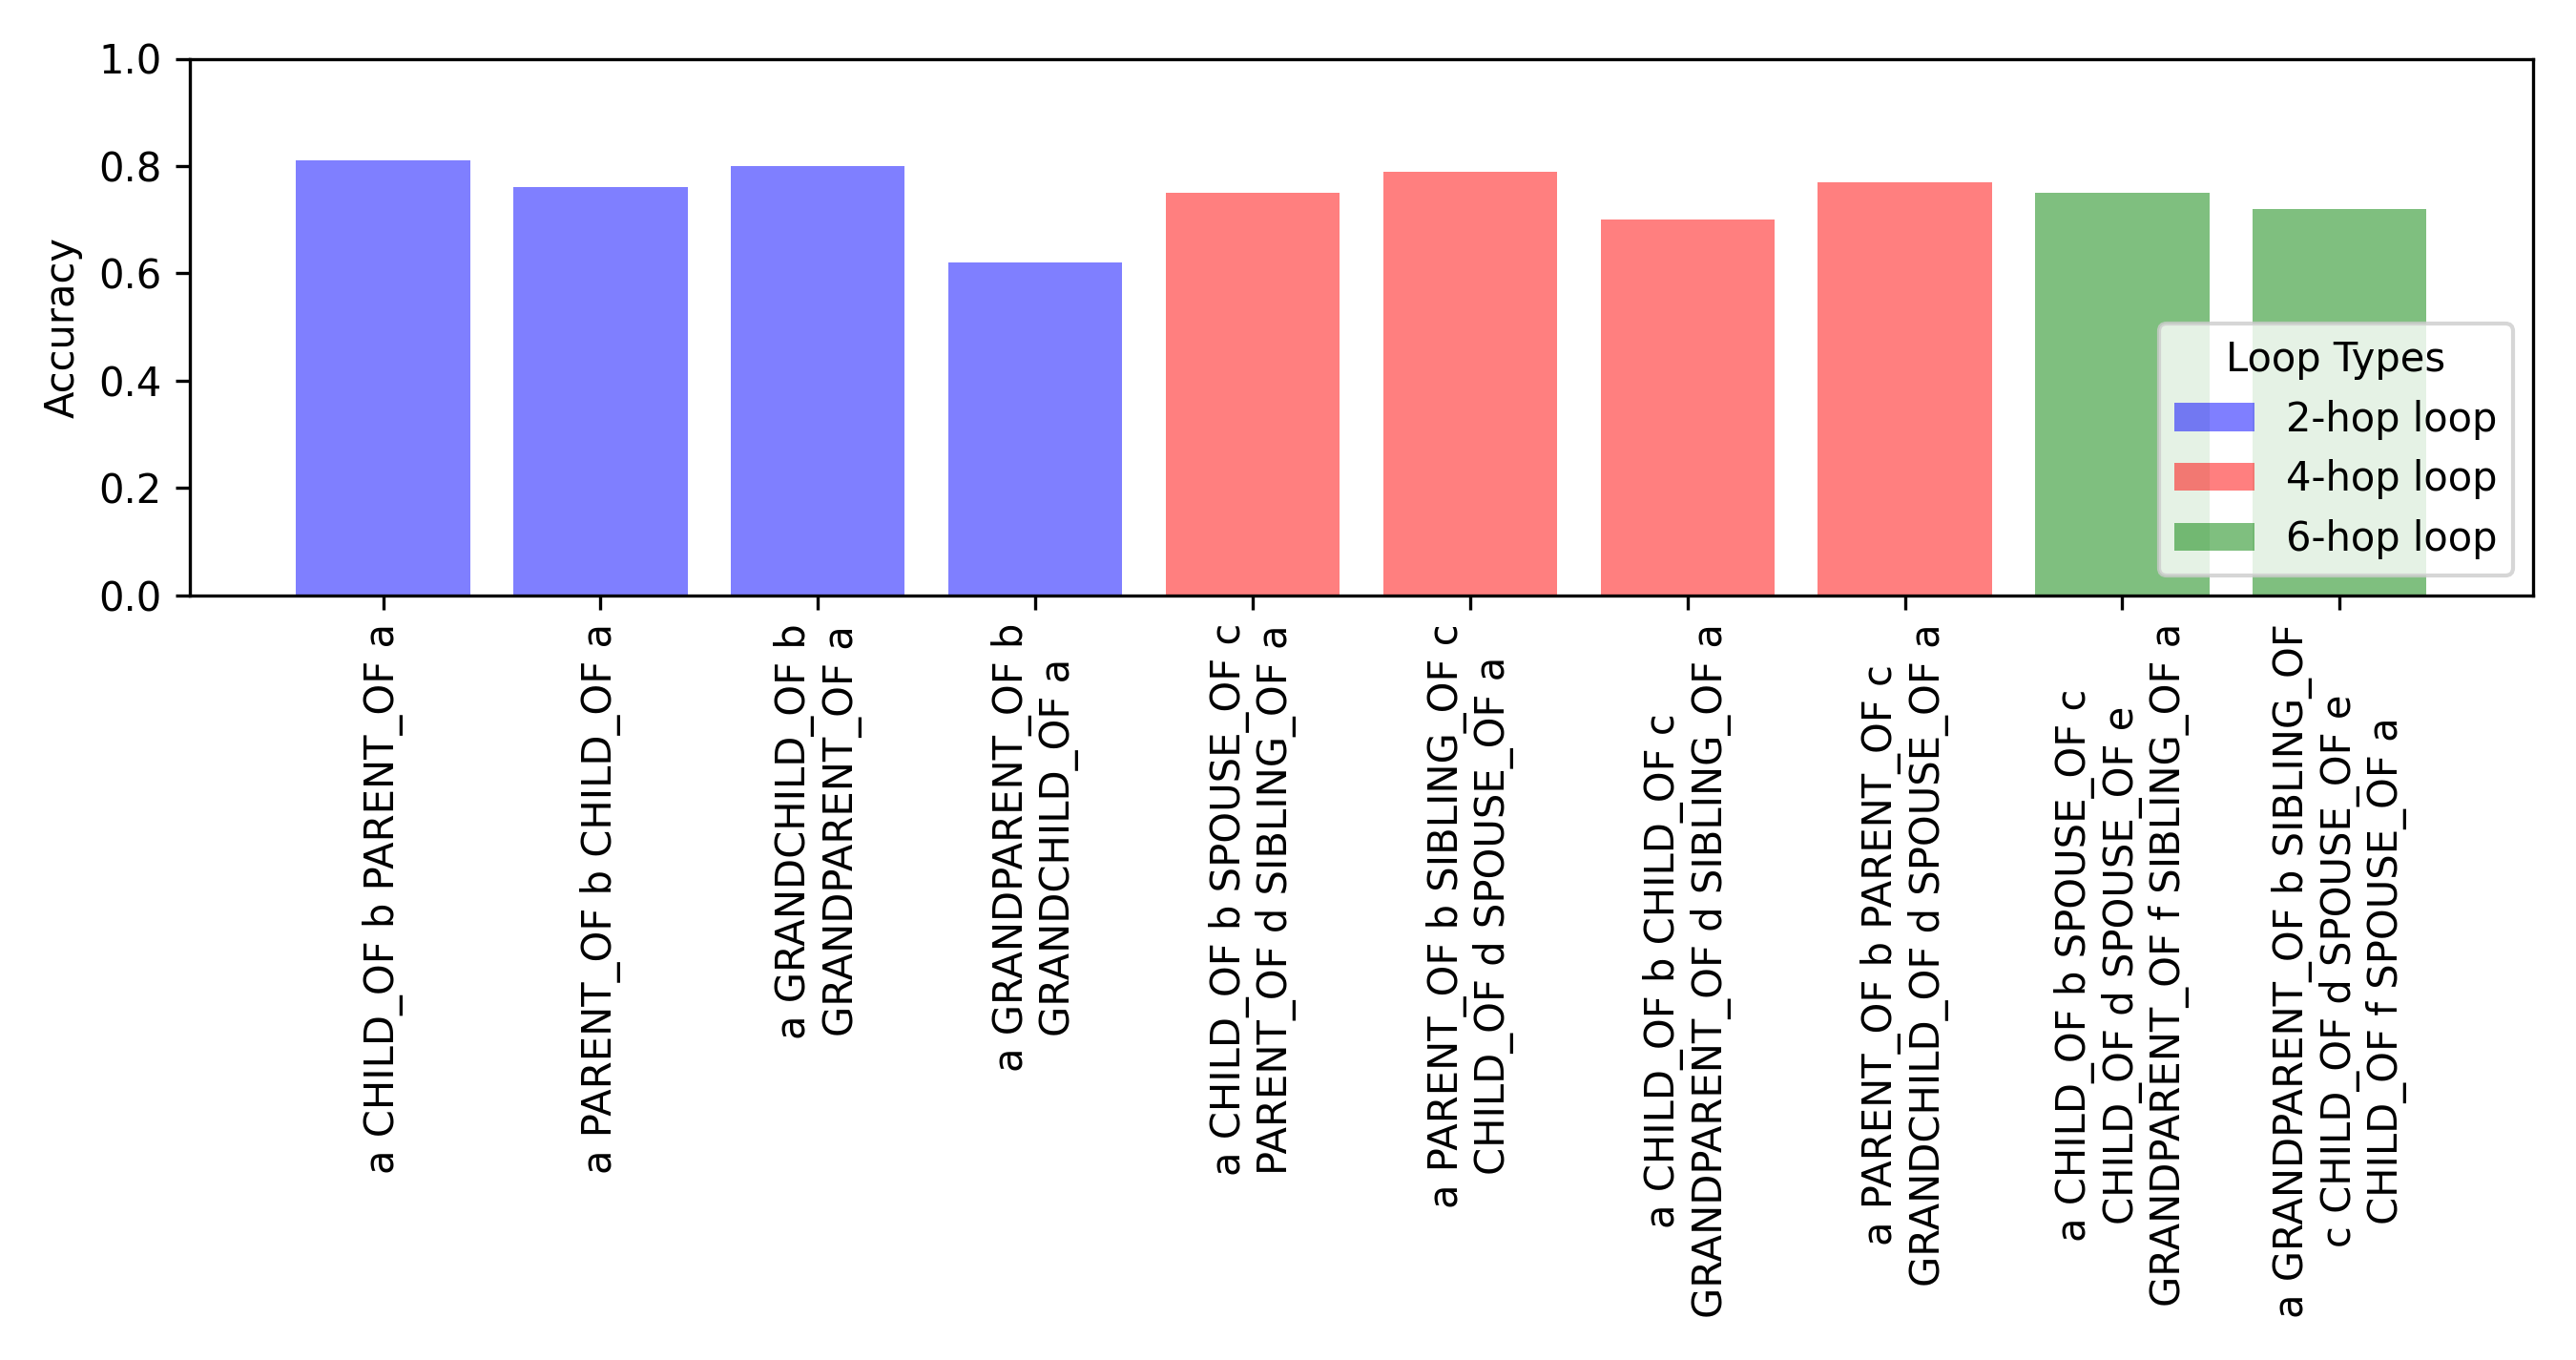 Accuracy
1.0
0.8
0.6
0.4
0.2
0.0
Loop Types
2-hop loop
4-hop loop
6-hop loop
a CHILD_OF b PARENT_OF a
a PARENT_OF b CHILD_OF a
a GRANDCHILD_OF b
GRANDPARENT_OF a
a GRANDPARENT_OF b
GRANDCHILD_OF a
a CHILD_OF b SPOUSE_OF c
PARENT_OF d SIBLING_OF a
a PARENT_OF b SIBLING_OF c
CHILD_OF d SPOUSE_OF a
a CHILD_OF b CHILD_OF c
GRANDPARENT_OF d SIBLING_OF a
a PARENT_OF b PARENT_OF c
GRANDCHILD_OF d SPOUSE_OF a
a CHILD_OF b SPOUSE_OF c
CHILD_OF d SPOUSE_OF e
GRANDPARENT_OF f SIBLING_OF a
a GRANDPARENT_OF b SIBLING_OF
c CHILD_OF d SPOUSE_OF e
CHILD_OF f SPOUSE_OF a